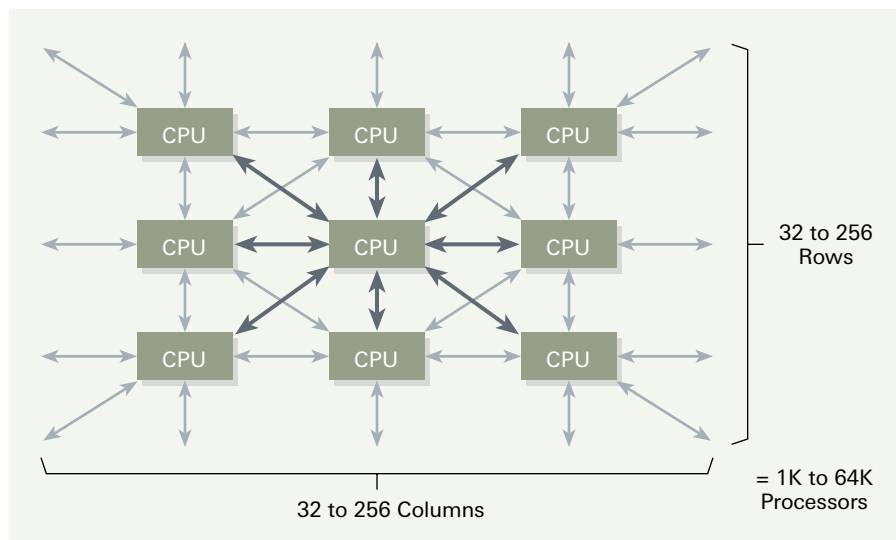 CPU CPU CPU
CPU CPU CPU
CPU CPU CPU
32 to 256
Rows
32 to 256 Columns
= 1K to 64K
Processors